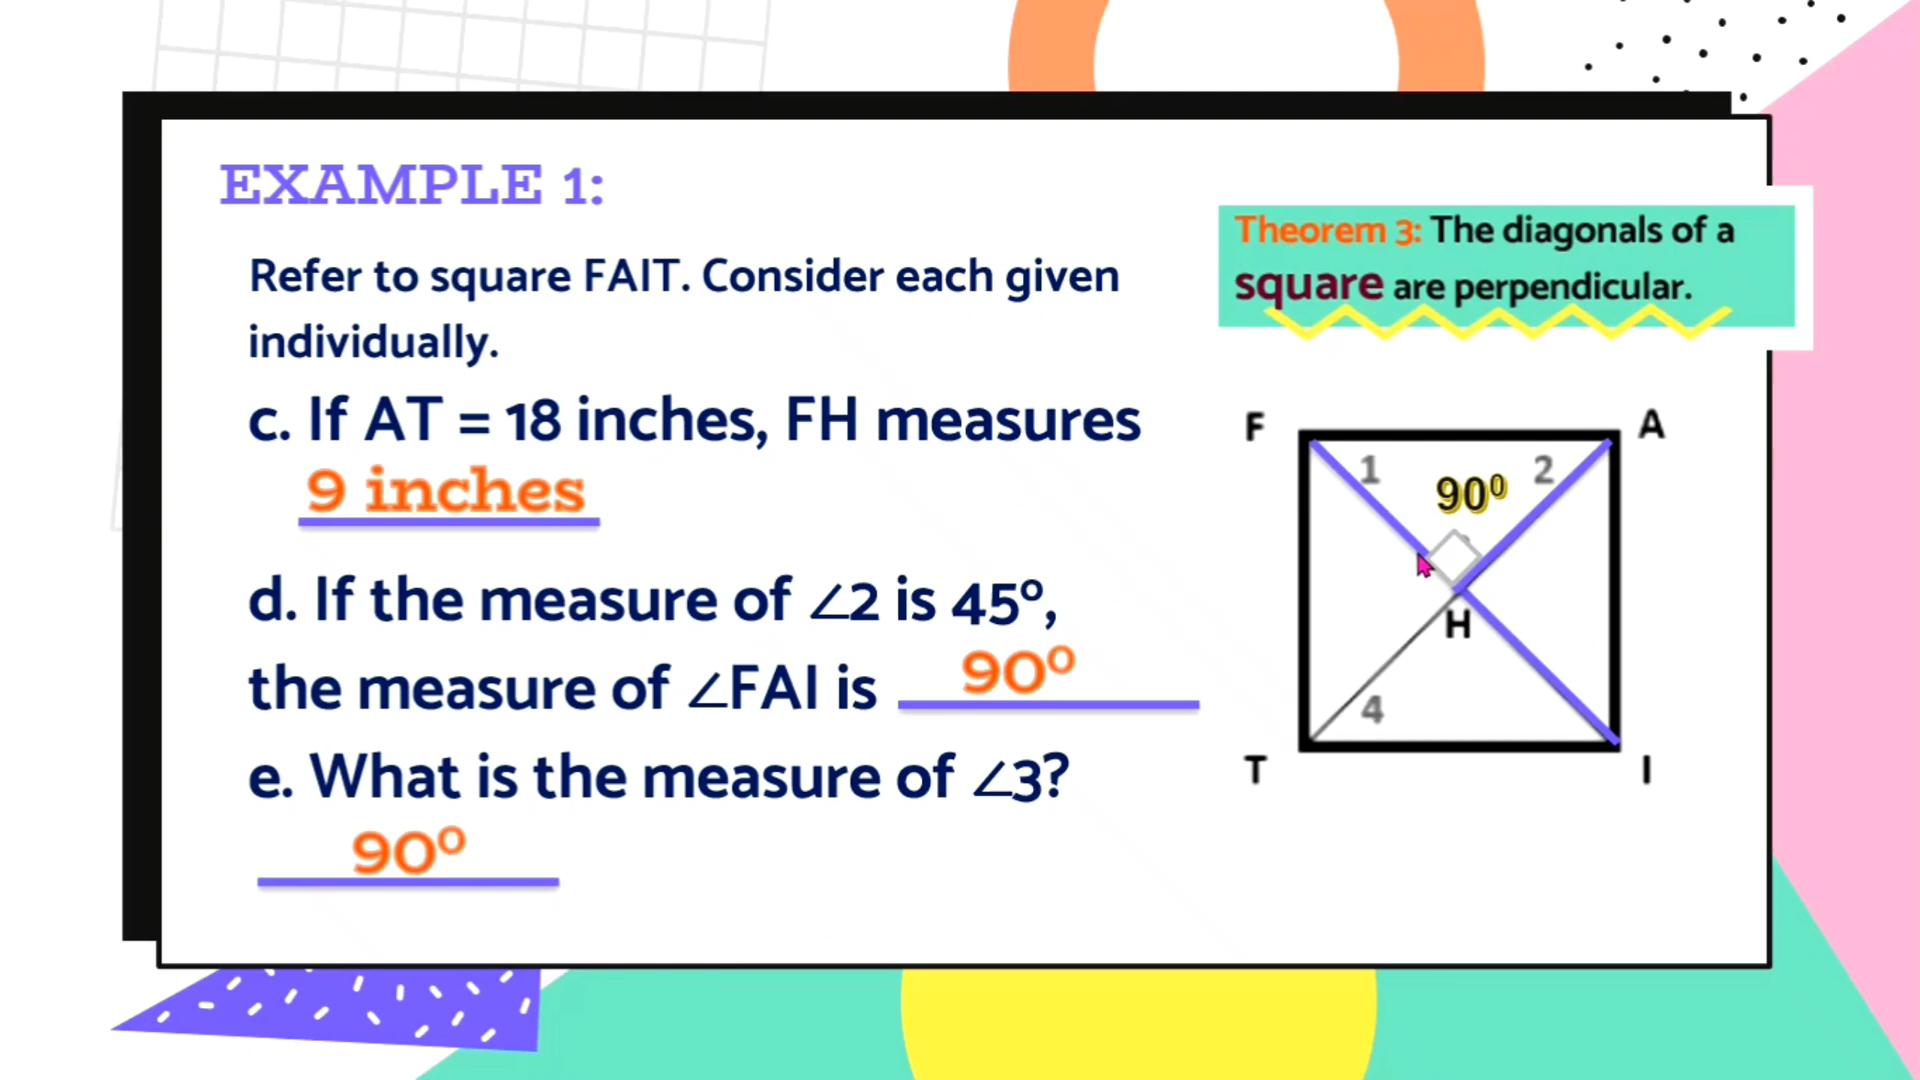 EXAMPLE 1:
Theorem 3: The diagonals of a
square are perpendicular.
Refer to square FAIT. Consider each given
individually.
c. If AT = 18 inches, FH measures
9 inches
d. If the measure of ∠2 is 45°,
the measure of ∠FAI is 90°
e. What is the measure of ∠3?
90°
F
A
1
90°
2
H
4
T
I